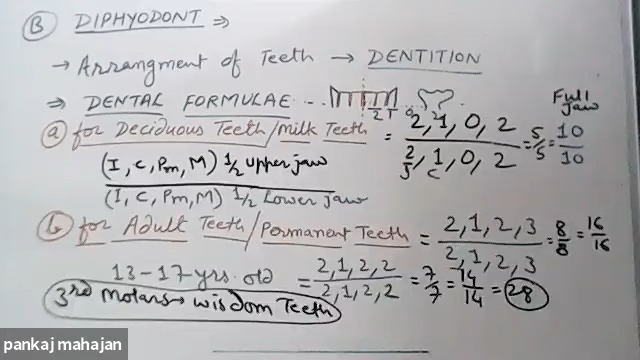 B DIPHYODONT ⇒
→ Arrangment of Teeth → DENTITION
⇒ DENTAL FORMULAE
Full jaw
a for Deciduous Teeth/Milk Teeth = 2,1,0,2 / 2,1,0,2 = 5/5 = 10/10
(I, C, Pm, M) 1/2 upper jaw
(I, C, Pm, M) 1/2 Lower jaw
b for Adult Teeth/Permanent Teeth = 2,1,2,3 / 2,1,2,3 = 8/8 = 16/16
13-17 yrs. old = 2,1,2,2 / 2,1,2,2 = 7/7 = 14/14 = 28
3rd Molars → wisdom Teeth
pankaj mahajan